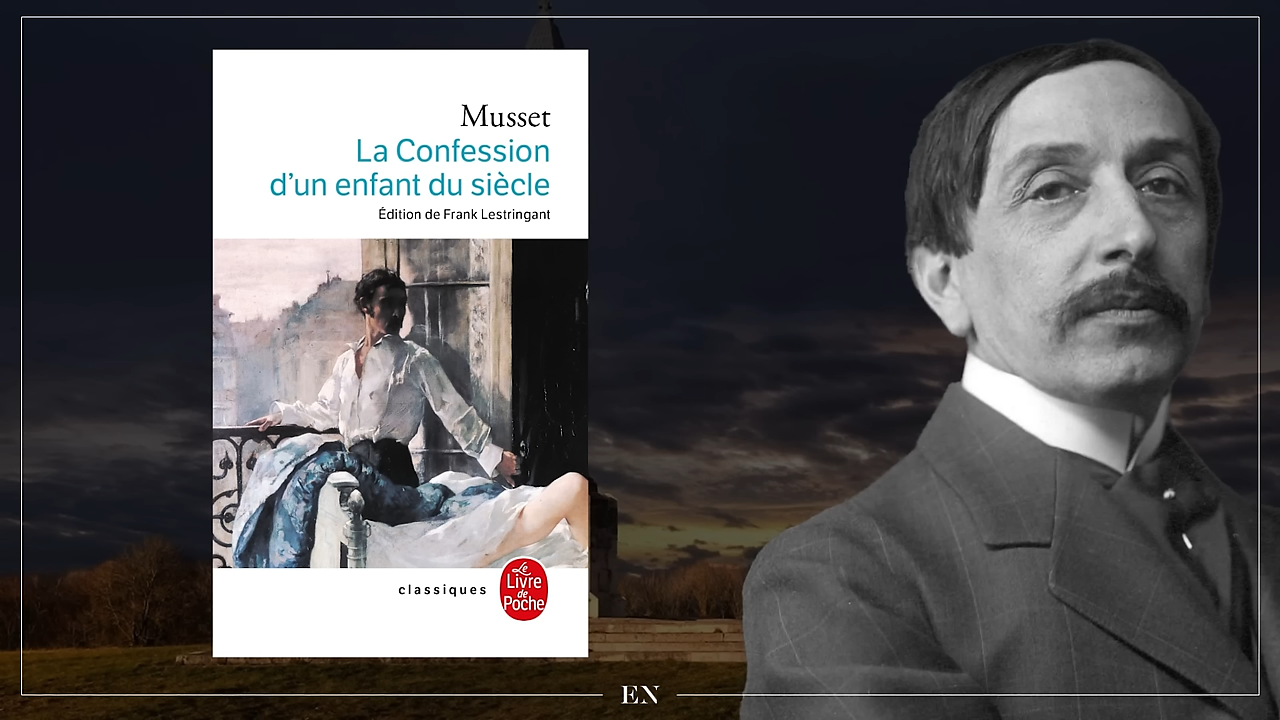 Musset
La Confession
d'un enfant du siècle
Édition de Frank Lestringant
classiques
Le
Livre
de
Poche
EN